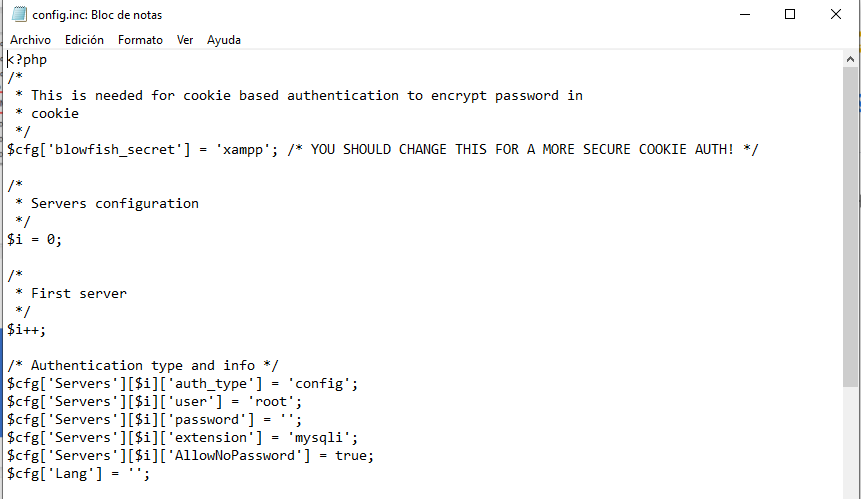 config.inc: Bloc de notas
Archivo Edición Formato Ver Ayuda
<?php
/*
 * This is needed for cookie based authentication to encrypt password in
 * cookie
 */
$cfg['blowfish_secret'] = 'xampp'; /* YOU SHOULD CHANGE THIS FOR A MORE SECURE COOKIE AUTH! */
/*
 * Servers configuration
 */
$i = 0;
/*
 * First server
 */
$i++;
/* Authentication type and info */
$cfg['Servers'][$i]['auth_type'] = 'config';
$cfg['Servers'][$i]['user'] = 'root';
$cfg['Servers'][$i]['password'] = '';
$cfg['Servers'][$i]['extension'] = 'mysqli';
$cfg['Servers'][$i]['AllowNoPassword'] = true;
$cfg['Lang'] = '';